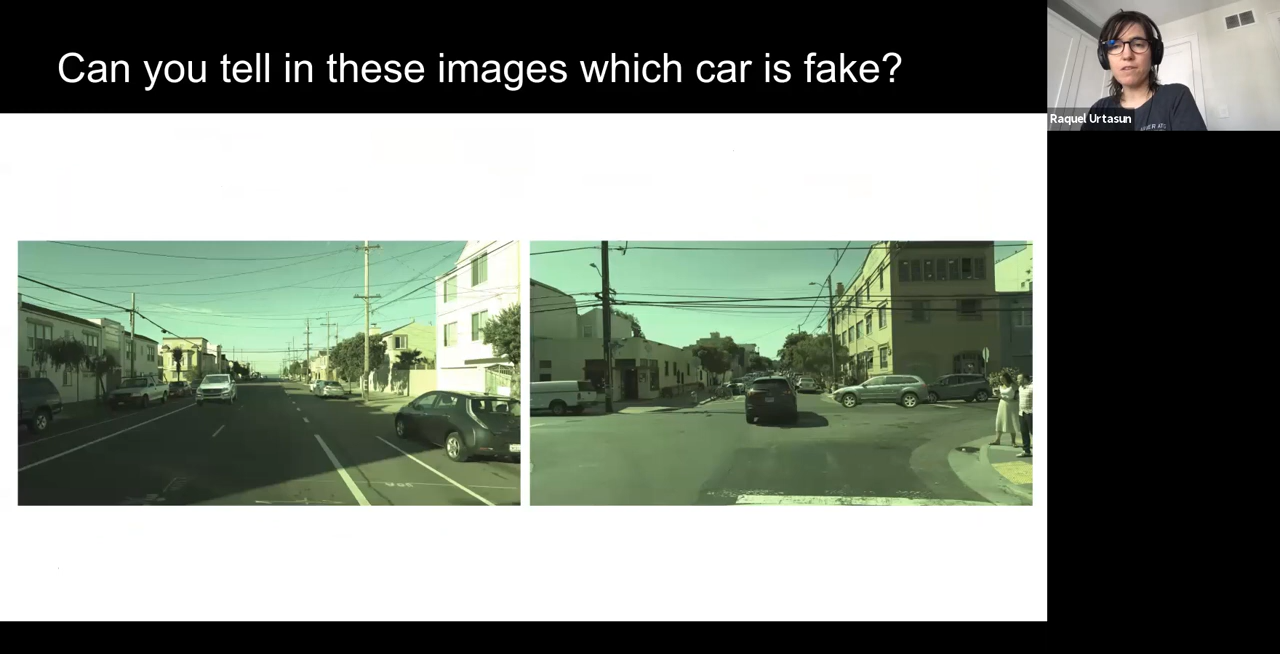 Can you tell in these images which car is fake?
Raquel Urtasun